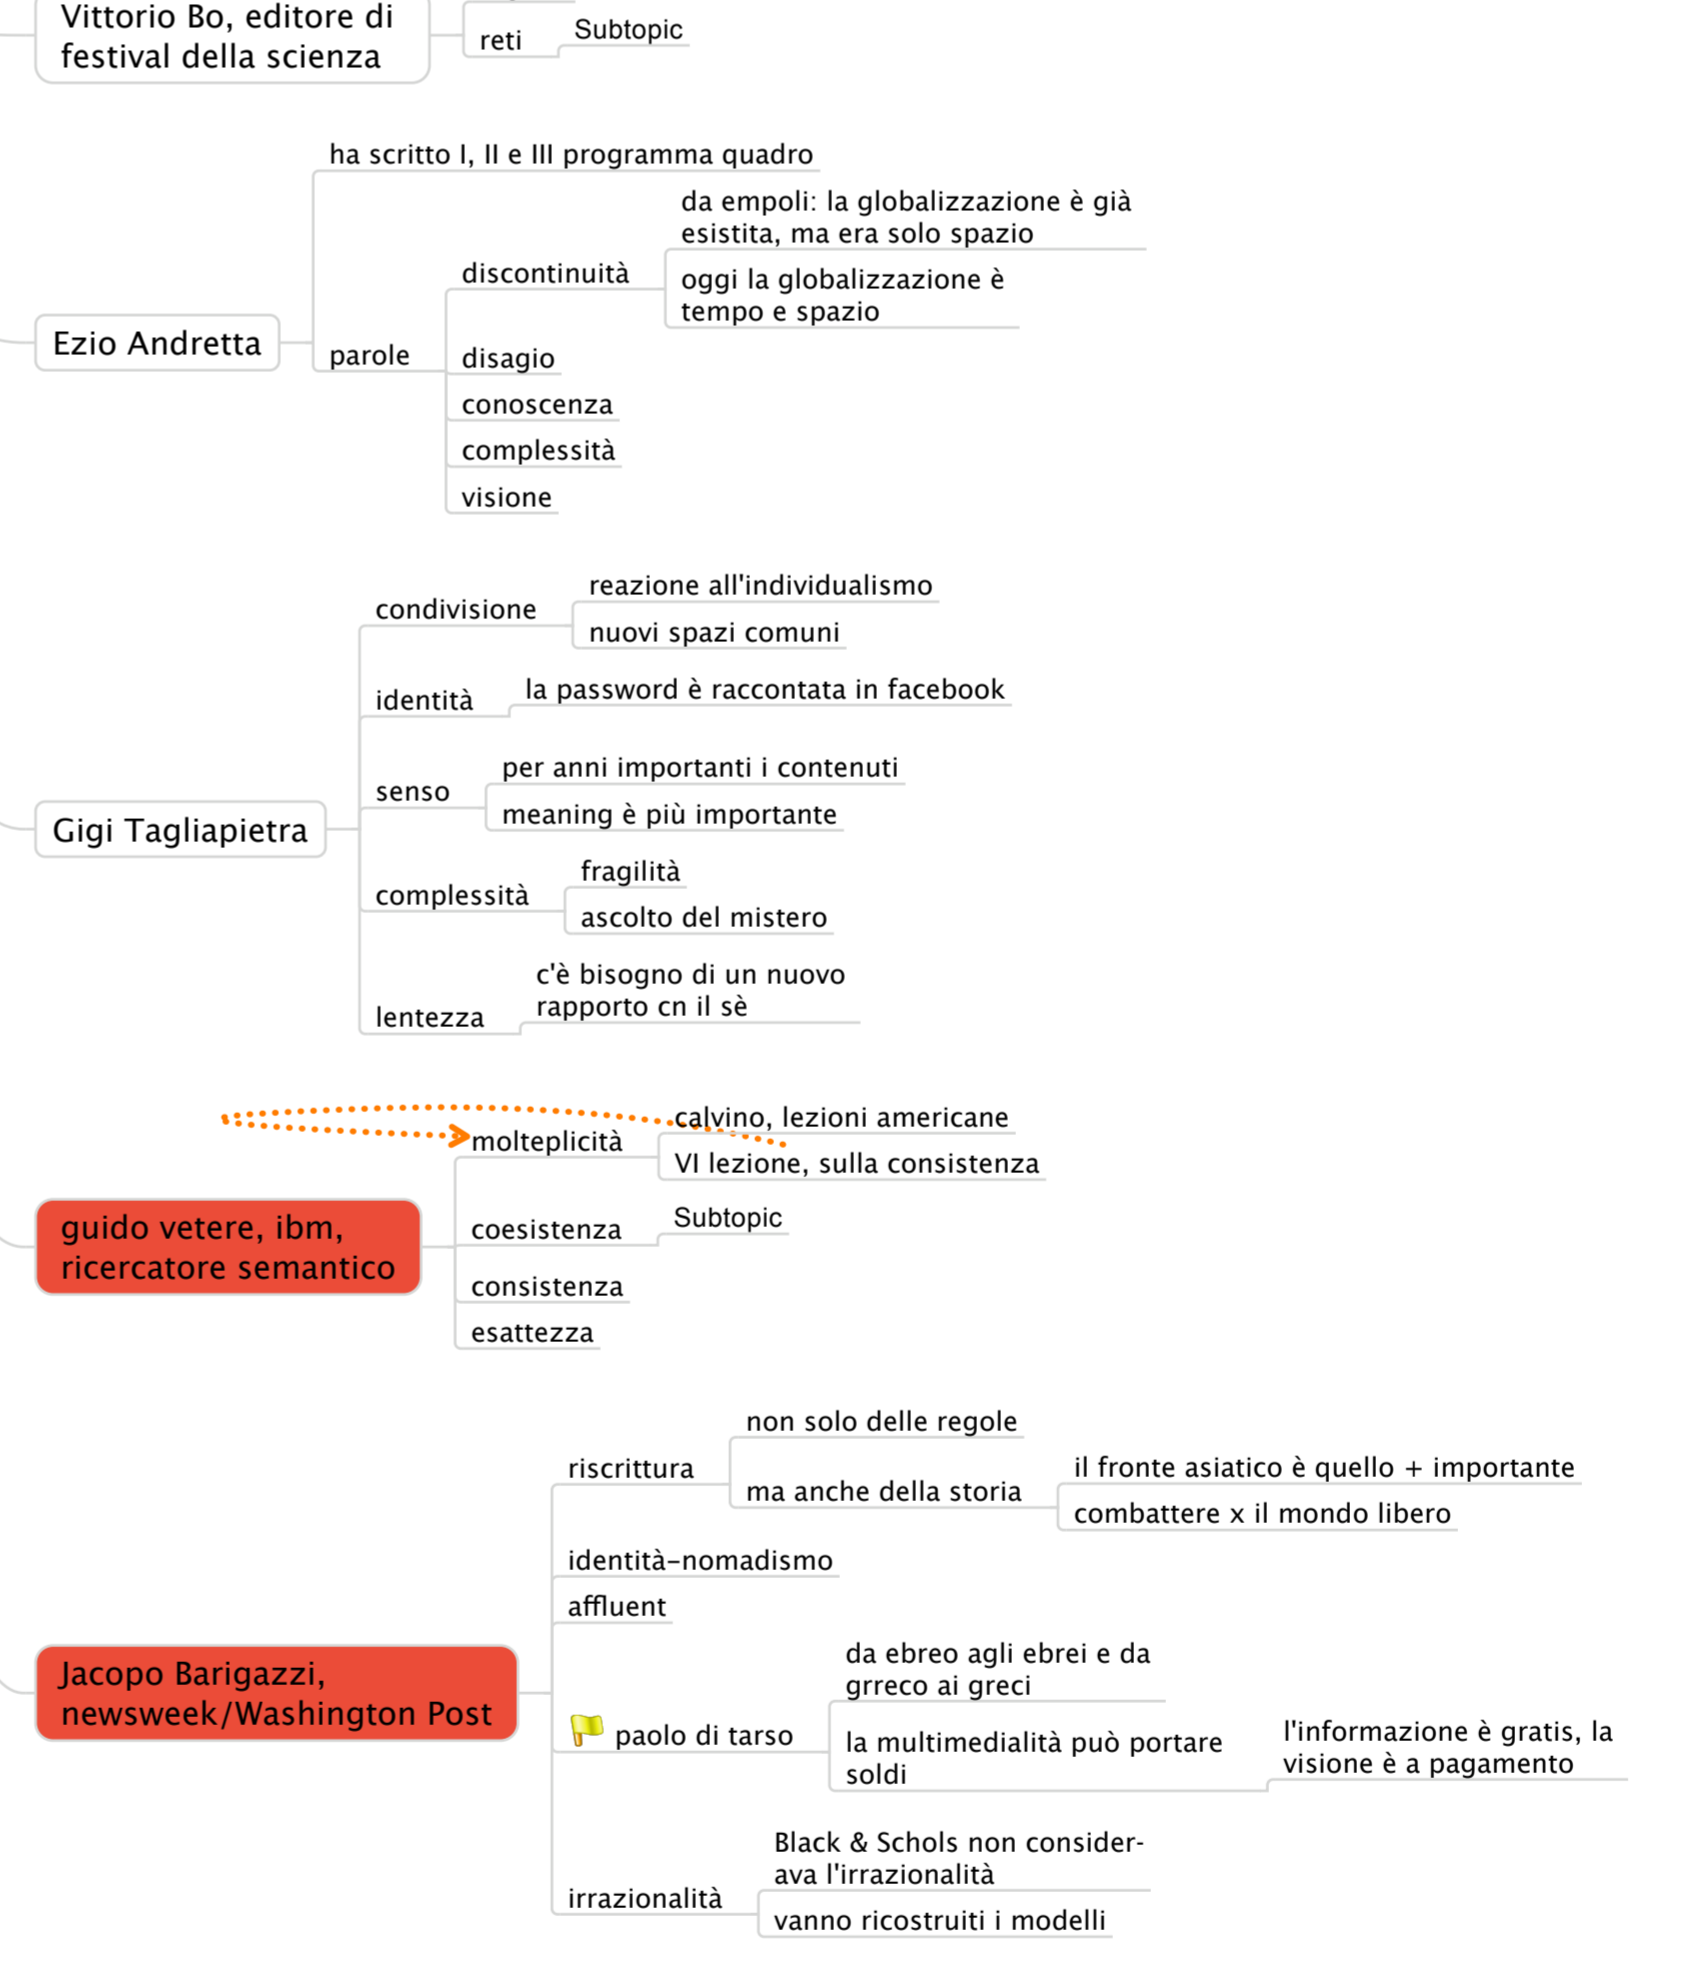 Vittorio Bo, editore di
festival della scienza
reti
Subtopic
Ezio Andretta
ha scritto I, II e III programma quadro
parole
discontinuità
da empoli: la globalizzazione è già
esistita, ma era solo spazio
oggi la globalizzazione è
tempo e spazio
disagio
conoscenza
complessità
visione
Gigi Tagliapietra
condivisione
reazione all'individualismo
nuovi spazi comuni
identità
la password è raccontata in facebook
senso
per anni importanti i contenuti
meaning è più importante
complessità
fragilità
ascolto del mistero
lentezza
c'è bisogno di un nuovo
rapporto cn il sè
guido vetere, ibm,
ricercatore semantico
molteplicità
calvino, lezioni americane
VI lezione, sulla consistenza
coesistenza
Subtopic
consistenza
esattezza
Jacopo Barigazzi,
newsweek/Washington Post
riscrittura
non solo delle regole
ma anche della storia
il fronte asiatico è quello + importante
combattere x il mondo libero
identità–nomadismo
affluent
paolo di tarso
da ebreo agli ebrei e da
grreco ai greci
la multimedialità può portare
soldi
l'informazione è gratis, la
visione è a pagamento
irrazionalità
Black & Schols non consider-
ava l'irrazionalità
vanno ricostruiti i modelli